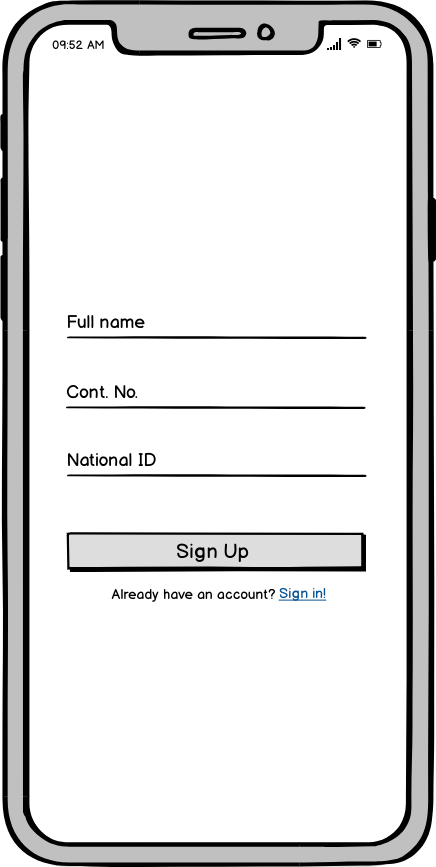 09:52 AM
Full name
Cont. No.
National ID
Sign Up
Already have an account? Sign in!